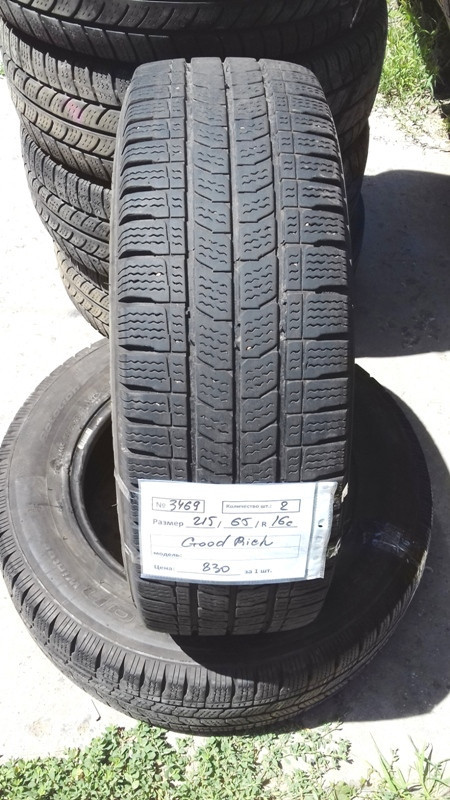 № 3469 Количество шт.: 2
Размер 215/ 65/R 16c
Good Rich
модель:
Цена: 830 за 1 шт.